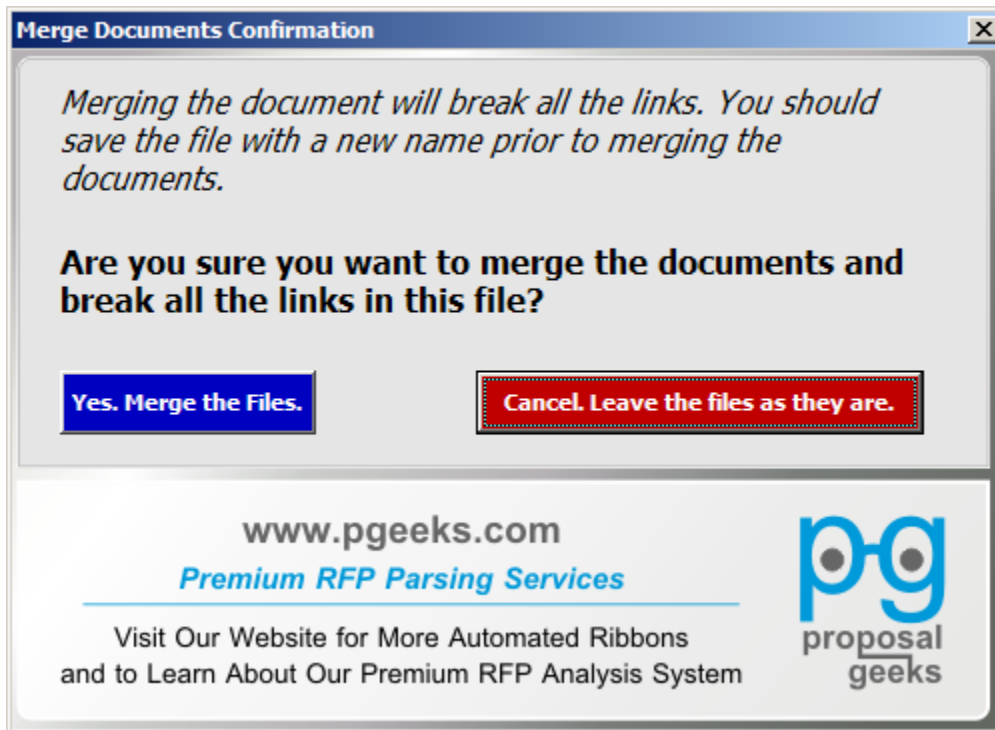 Merge Documents Confirmation
Merging the document will break all the links. You should
save the file with a new name prior to merging the
documents.
Are you sure you want to merge the documents and
break all the links in this file?
Yes. Merge the Files.
Cancel. Leave the files as they are.
www.pgeeks.com
Premium RFP Parsing Services
Visit Our Website for More Automated Ribbons
and to Learn About Our Premium RFP Analysis System
pg
proposal
geeks